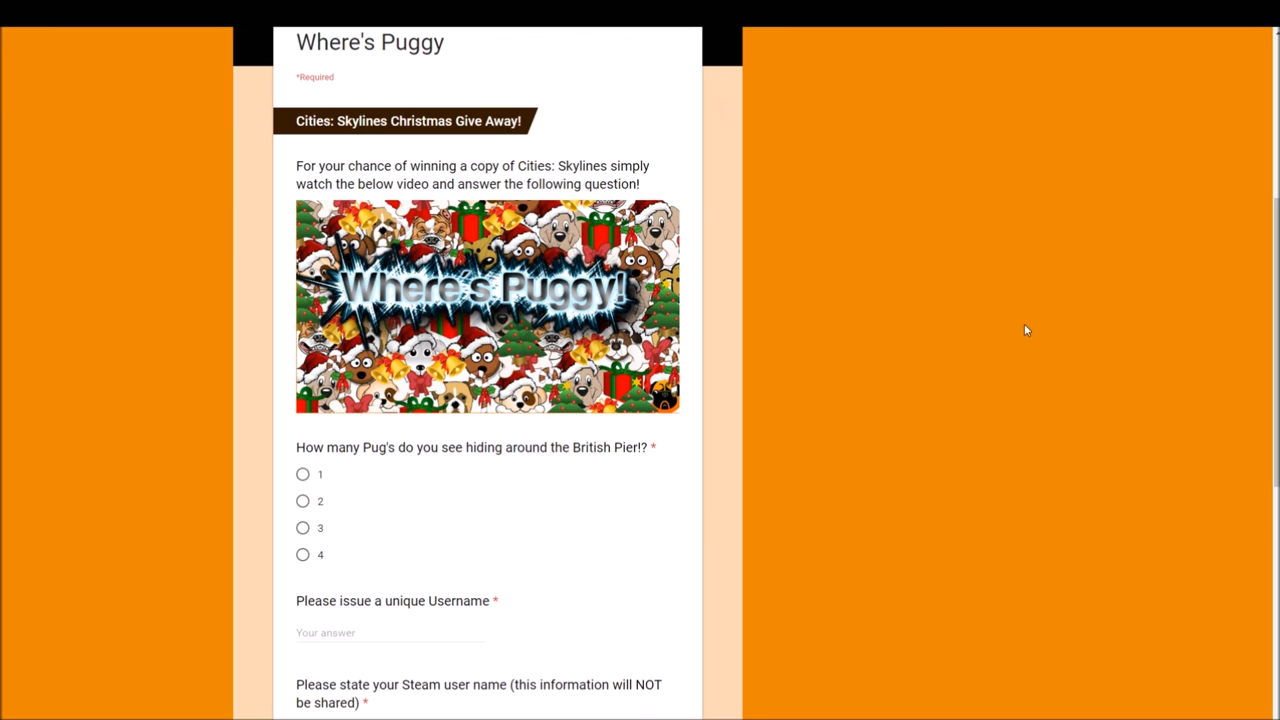 Where's Puggy
*Required
Cities: Skylines Christmas Give Away!
For your chance of winning a copy of Cities: Skylines simply
watch the below video and answer the following question!
Where's Puggy!
How many Pug's do you see hiding around the British Pier!? *
1
2
3
4
Please issue a unique Username *
Your answer
Please state your Steam user name (this information will NOT
be shared) *